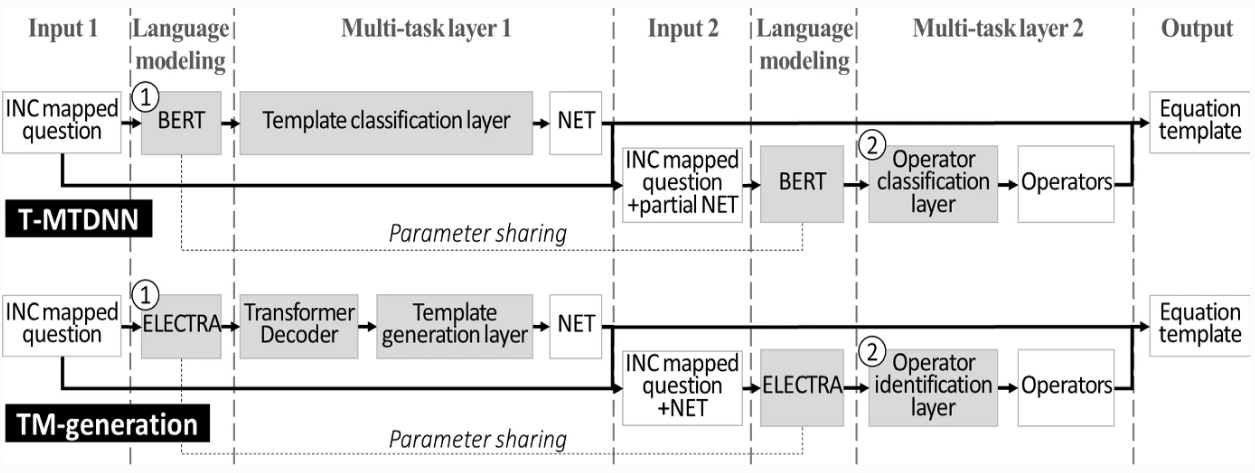 Input 1
Language
modeling
Multi-task layer 1
Input 2
Language
modeling
Multi-task layer 2
Output
INC mapped
question
1
BERT
Template classification layer
NET
Equation
template
INC mapped
question
+partial NET
BERT
2
Operator
classification
layer
Operators
T-MTDNN
Parameter sharing
INC mapped
question
1
ELECTRA
Transformer
Decoder
Template
generation layer
NET
Equation
template
INC mapped
question
+NET
ELECTRA
2
Operator
identification
layer
Operators
TM-generation
Parameter sharing